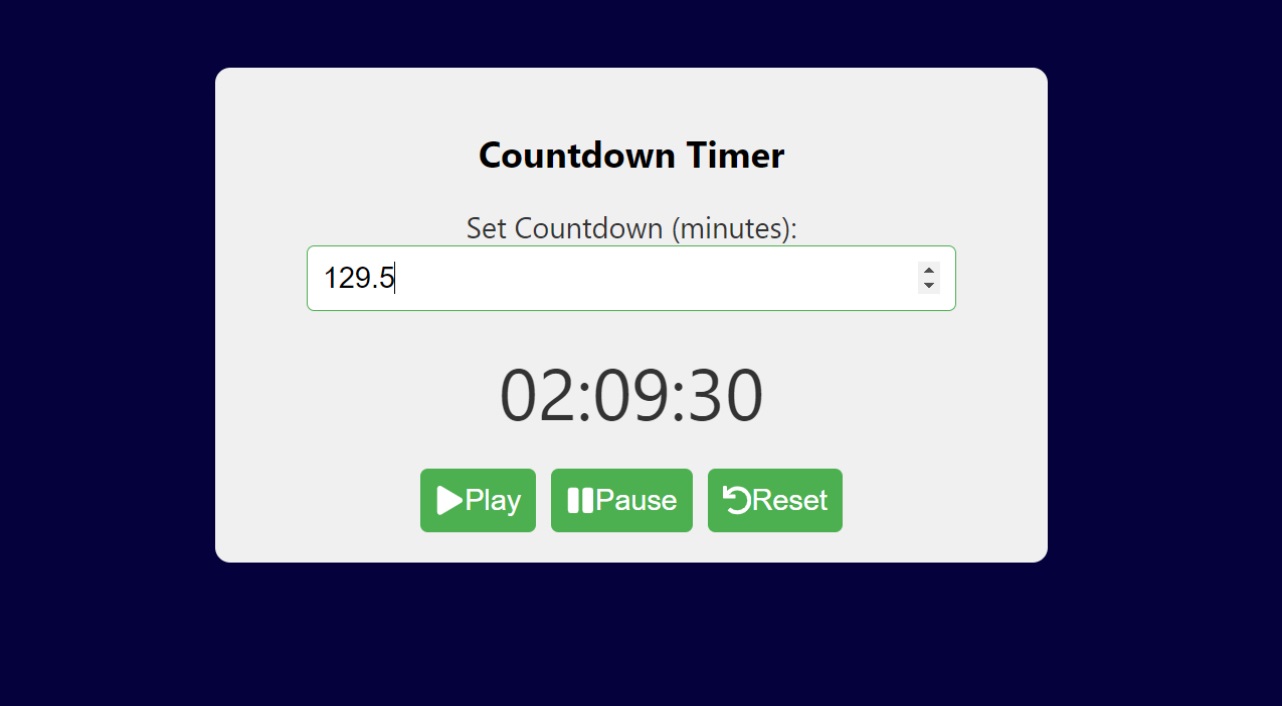 Countdown Timer
Set Countdown (minutes):
129.5
02:09:30
Play Pause Reset